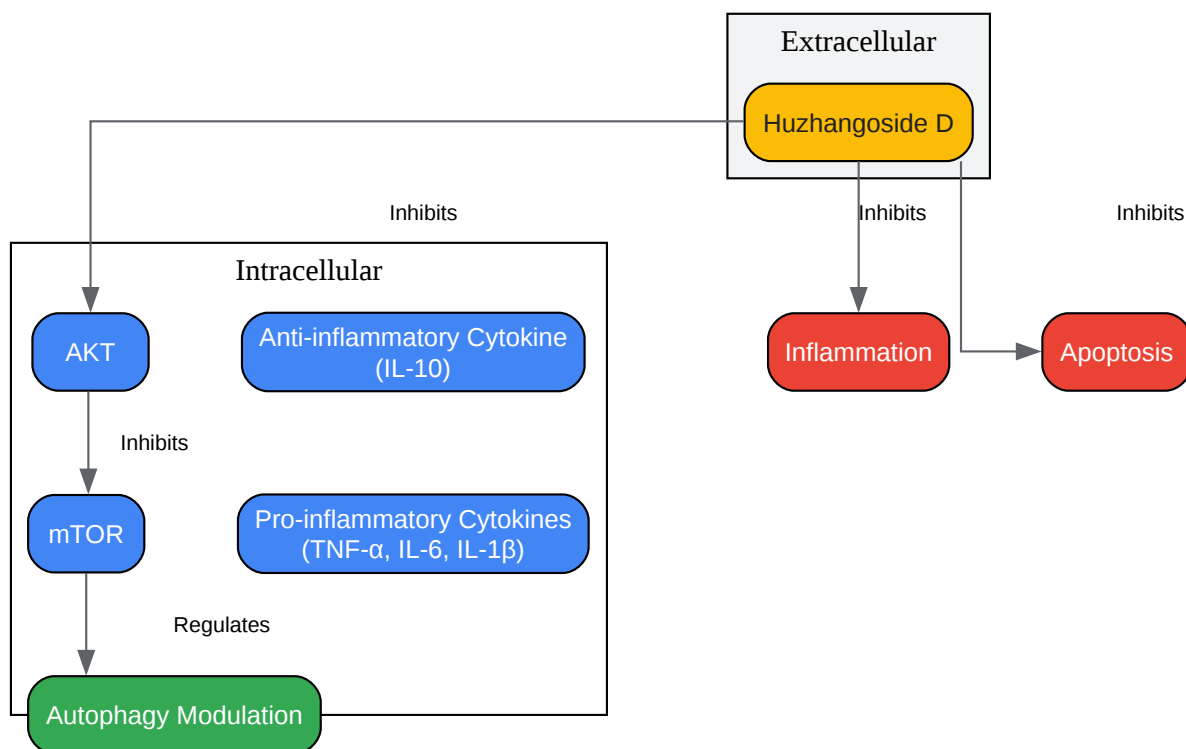 Extracellular
Huzhangoside D
Inhibits
Inhibits
Inhibits
Intracellular
AKT
Anti-inflammatory Cytokine
(IL-10)
Inflammation
Apoptosis
Inhibits
mTOR
Pro-inflammatory Cytokines
(TNF-α, IL-6, IL-1β)
Regulates
Autophagy Modulation